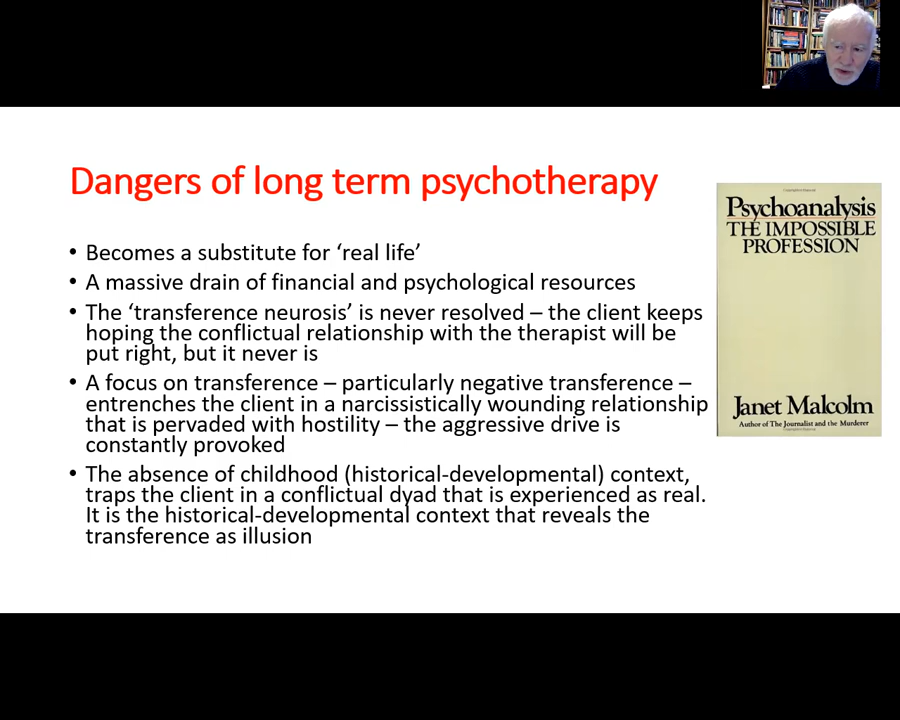 Dangers of long term psychotherapy
• Becomes a substitute for ‘real life’
• A massive drain of financial and psychological resources
• The ‘transference neurosis’ is never resolved – the client keeps
hoping the conflictual relationship with the therapist will be
put right, but it never is
• A focus on transference – particularly negative transference –
entrenches the client in a narcissistically wounding relationship
that is pervaded with hostility – the aggressive drive is
constantly provoked
• The absence of childhood (historical-developmental) context,
traps the client in a conflictual dyad that is experienced as real.
It is the historical-developmental context that reveals the
transference as illusion
Psychoanalysis
THE IMPOSSIBLE
PROFESSION
Janet Malcolm
Author of The Journalist and the Murderer